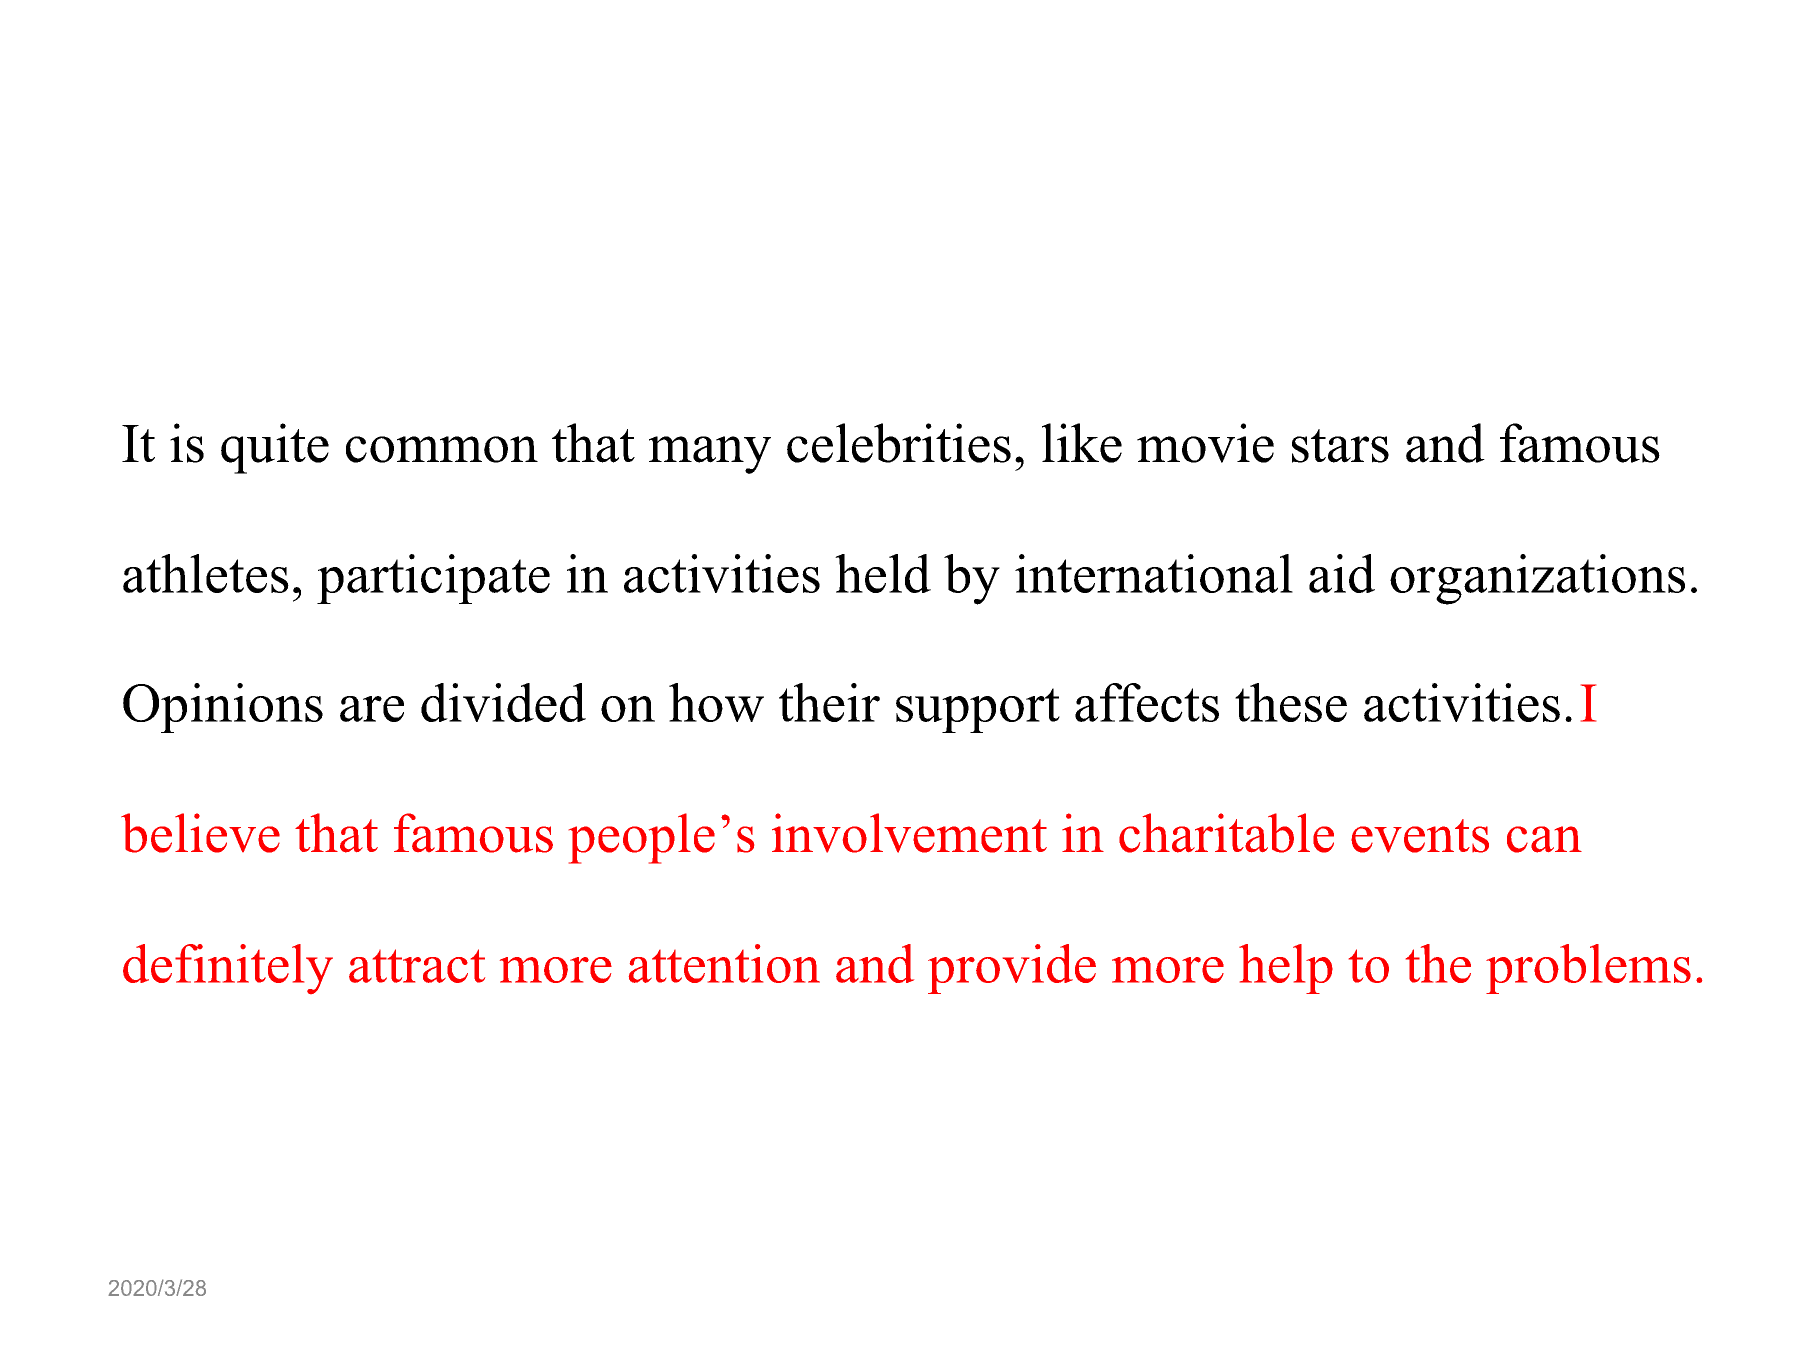 It is quite common that many celebrities, like movie stars and famous
athletes, participate in activities held by international aid organizations.
Opinions are divided on how their support affects these activities. I
believe that famous people’s involvement in charitable events can
definitely attract more attention and provide more help to the problems.
2020/3/28